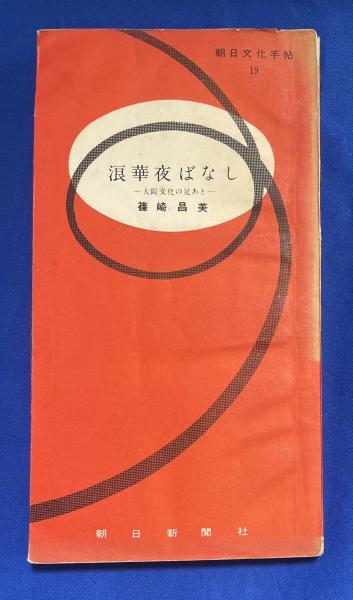 朝日文化手帖
19
浪華夜ばなし
―大阪文化の足あと―
篠崎昌美
朝日新聞社